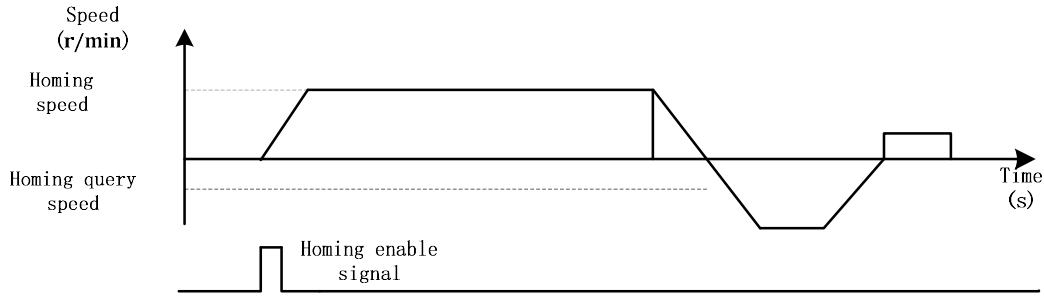 Speed
(r/min)
Homing
speed
Homing query
speed
Time
(s)
Homing enable
signal